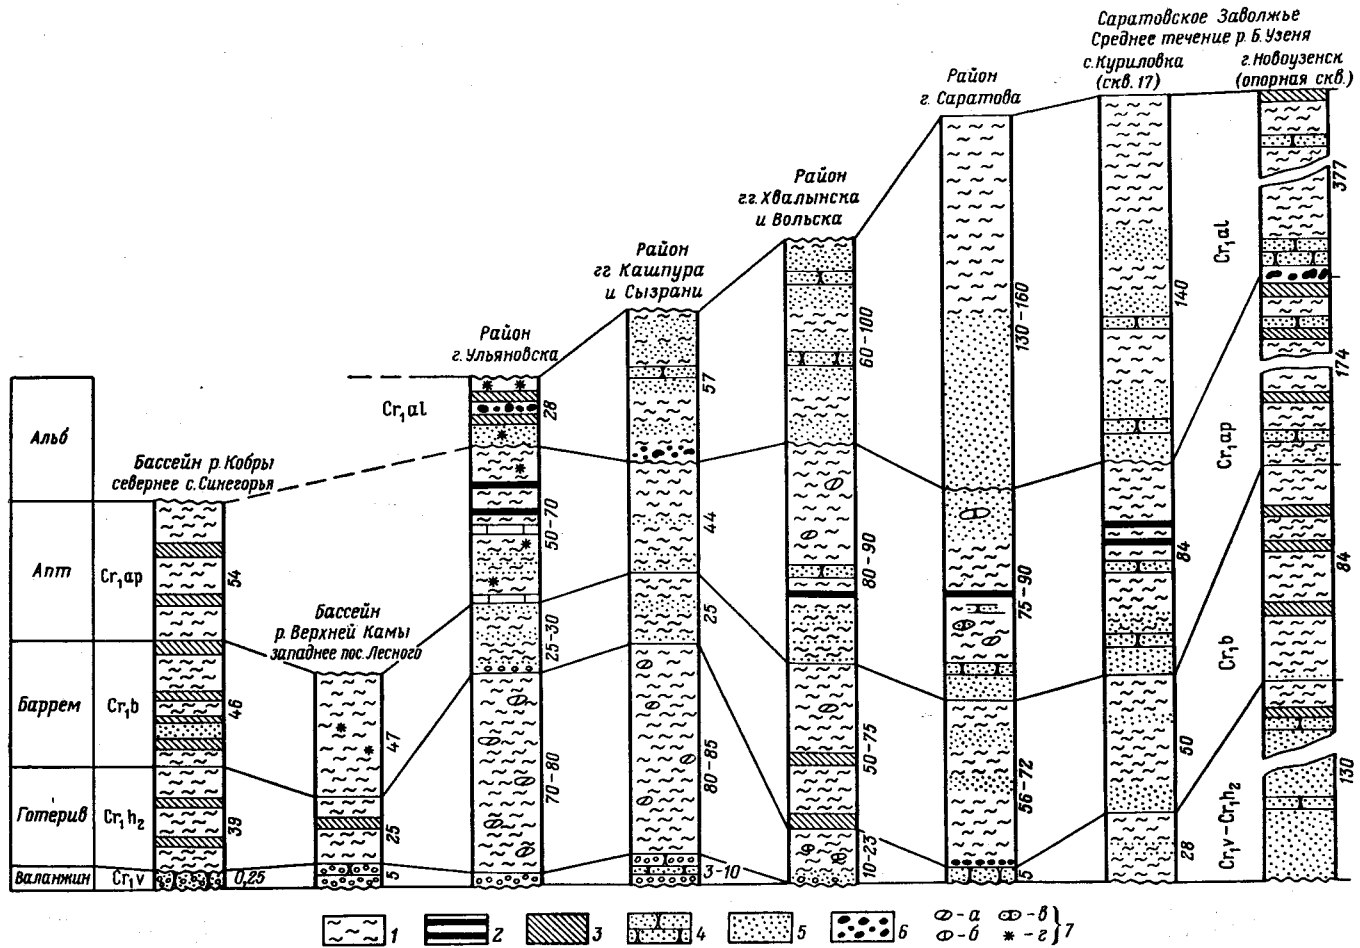 Саратовское Заволжье
Среднее течение р. Б. Узеня
с. Куриловка
(скв. 17)
г. Новоузенск
(опорная скв.)
Район
г. Саратова
Район
гг. Хвалынска
и Вольска
Район
гг Кашпура
и Сызрани
Район
г. Ульяновска
Бассейн р. Кобры
севернее с. Синегорья
Бассейн
р. Верхней Камы
западнее пос. Лесного
Альб
Апт
Баррем
Готерив
Валанжин
Cr₁ap
Cr₁b
Cr₁h₂
Cr₁v
54
46
39
0,25
47
25
5
Cr₁al
28
50-70
25-30
70-80
57
44
25
80-85
3-10
60-100
80-90
50-75
10-23
130-160
75-90
56-72
5
140
84
60
28
Cr₁al
Cr₁ap
Cr₁b
Cr₁v-Cr₁h₂
377
174
84
130
1
2
3
4
5
6
-а
-б
-в
-г
7